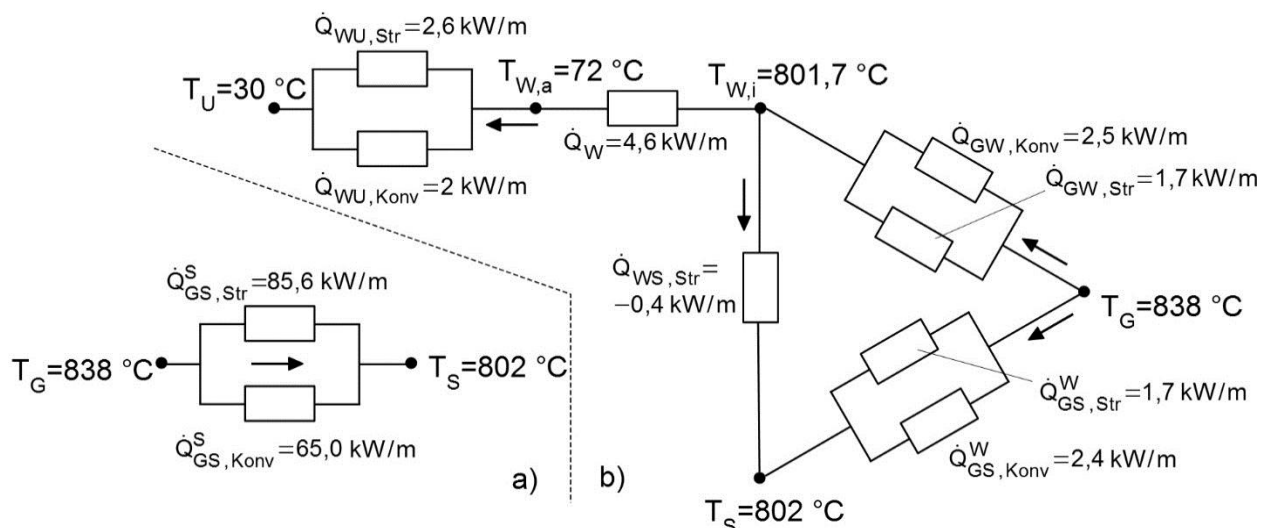 Q̇WU,Str=2,6 kW/m
TU=30 °C
TW,a=72 °C
TW,i=801,7 °C
Q̇W=4,6 kW/m
Q̇WU,Konv=2 kW/m
Q̇GW,Konv=2,5 kW/m
Q̇GW,Str=1,7 kW/m
Q̇WS,Str=
−0,4 kW/m
TG=838 °C
Q̇SGS,Str=85,6 kW/m
TG=838 °C
TS=802 °C
Q̇SGS,Konv=65,0 kW/m
a)
b)
Q̇WGS,Str=1,7 kW/m
Q̇WGS,Konv=2,4 kW/m
TS=802 °C